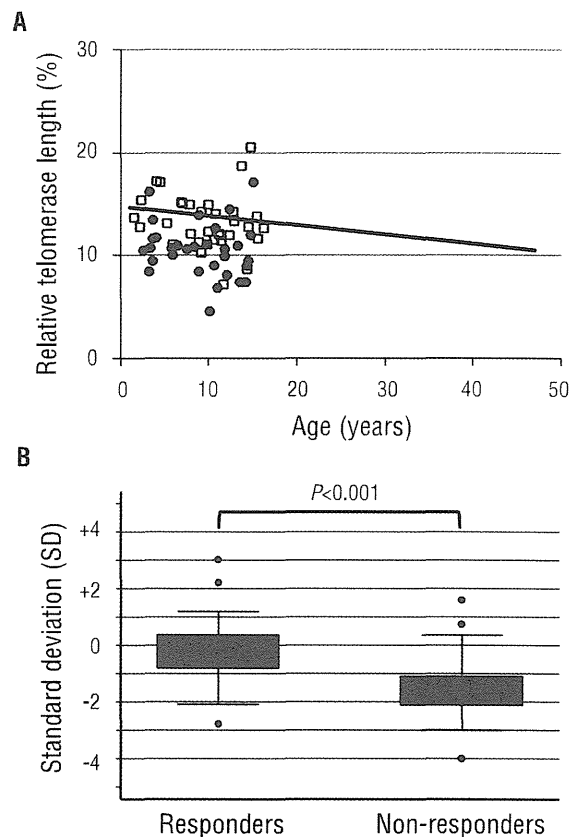 A
Relative telomerase length (%)
30
20
10
0
0 10 20 30 40 50
Age (years)
B
P<0.001
Standard deviation (SD)
+4
+2
0
-2
-4
Responders Non-responders